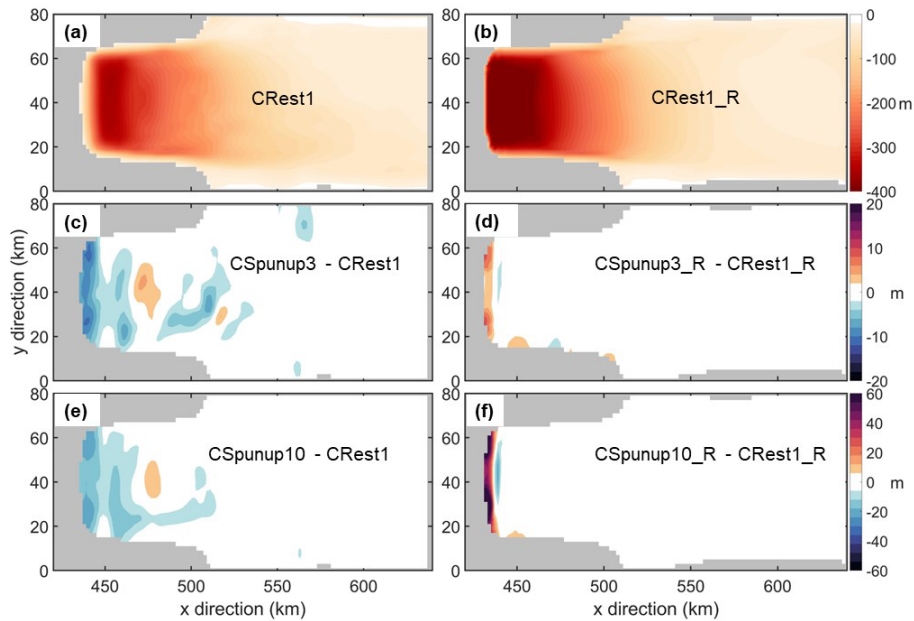 (a)
CRest1
80
60
40
20
0
(b)
CRest1_R
80
60
40
20
0
0
-100
-200 m
-300
-400
(c)
CSpunup3 - CRest1
80
60
40
20
0
y direction (km)
(d)
CSpunup3_R - CRest1_R
80
60
40
20
0
20
10
0 m
-10
-20
(e)
CSpunup10 - CRest1
80
60
40
20
0
450 500 550 600
x direction (km)
(f)
CSpunup10_R - CRest1_R
80
60
40
20
0
450 500 550 600
x direction (km)
60
40
20
0 m
-20
-40
-60